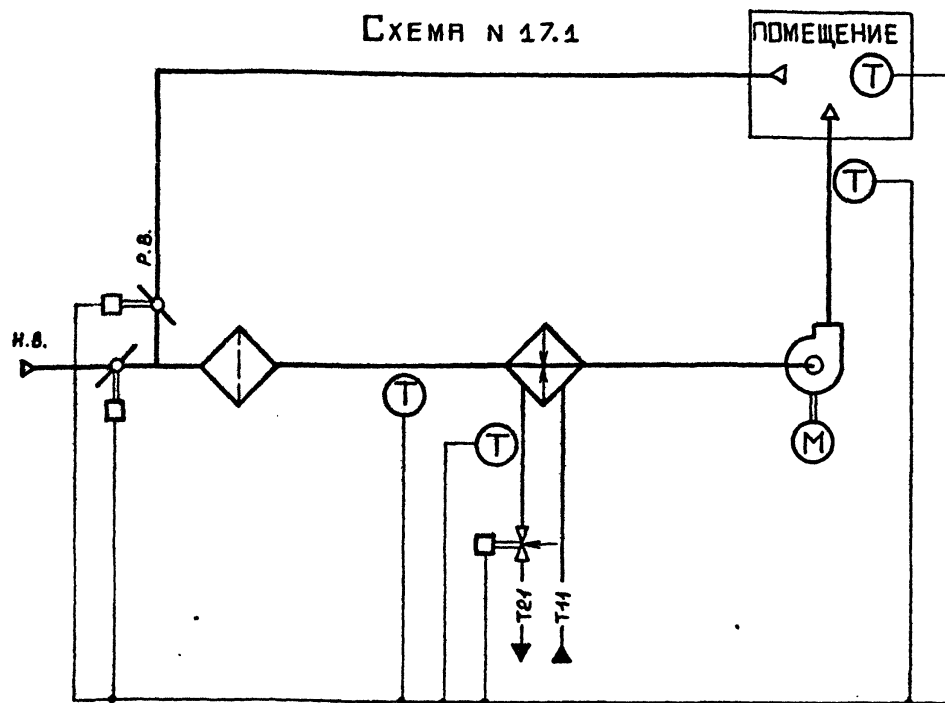 Схема N 17.1
ПОМЕЩЕНИЕ
Т
Т
Р.В.
Н.В.
Т
Т
М
Т21
Т11